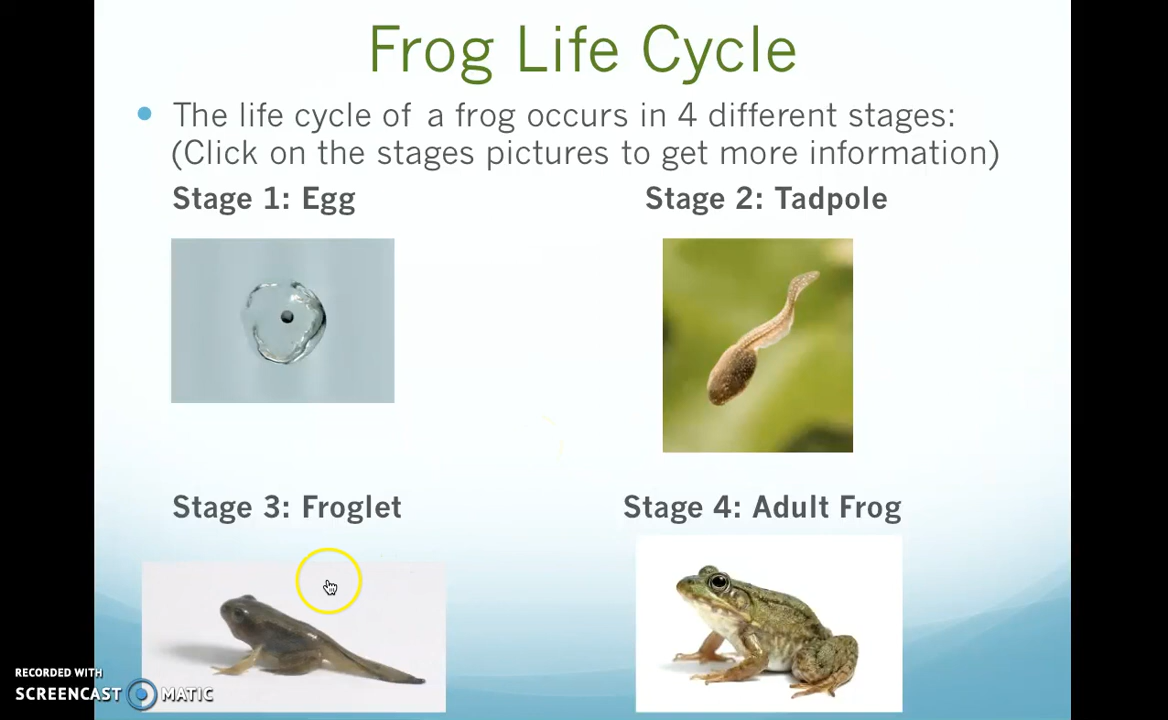 Frog Life Cycle
The life cycle of a frog occurs in 4 different stages:
(Click on the stages pictures to get more information)
Stage 1: Egg
Stage 2: Tadpole
Stage 3: Froglet
Stage 4: Adult Frog
RECORDED WITH
SCREENCAST MATIC